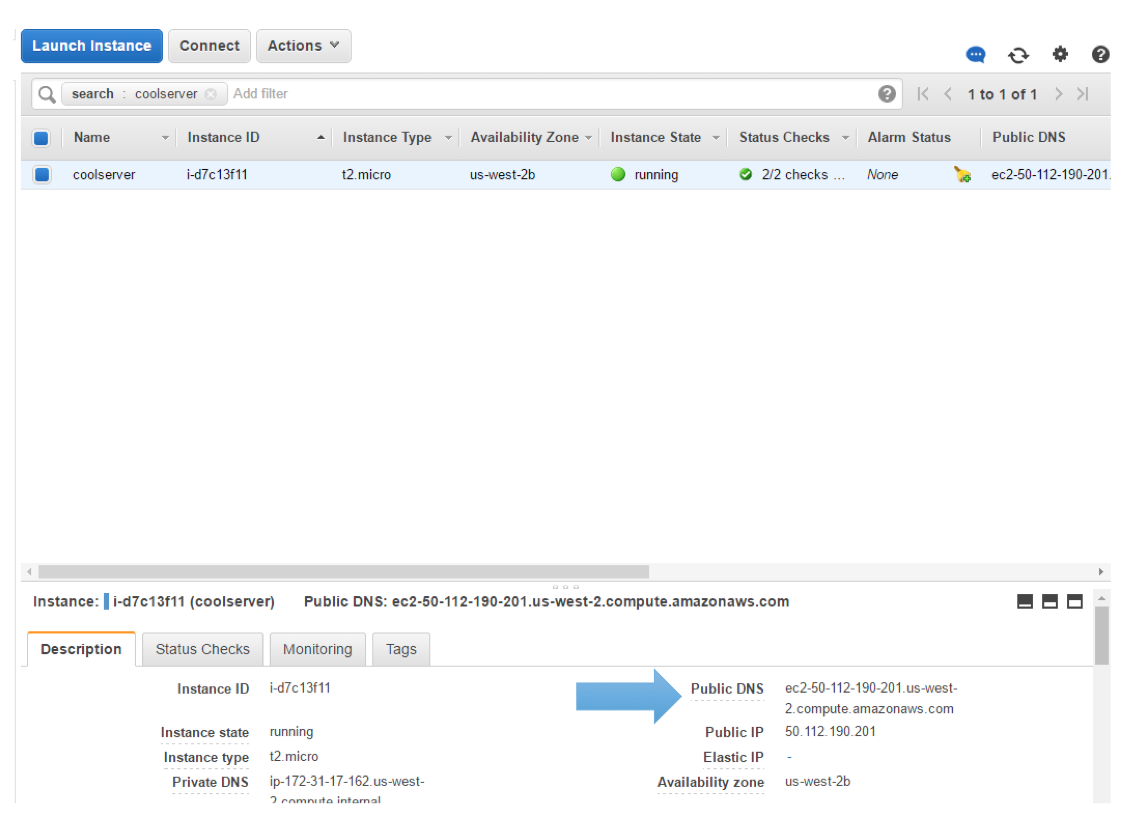 Launch Instance Connect Actions
search : coolserver Add filter 1 to 1 of 1
Name Instance ID Instance Type Availability Zone Instance State Status Checks Alarm Status Public DNS
coolserver i-d7c13f11 t2.micro us-west-2b running 2/2 checks ... None ec2-50-112-190-201.
Instance: i-d7c13f11 (coolserver) Public DNS: ec2-50-112-190-201.us-west-2.compute.amazonaws.com
Description Status Checks Monitoring Tags
Instance ID i-d7c13f11 Public DNS ec2-50-112-190-201.us-west-
2.compute.amazonaws.com
Instance state running Public IP 50.112.190.201
Instance type t2.micro Elastic IP -
Private DNS ip-172-31-17-162.us-west- Availability zone us-west-2b
2.compute.internal